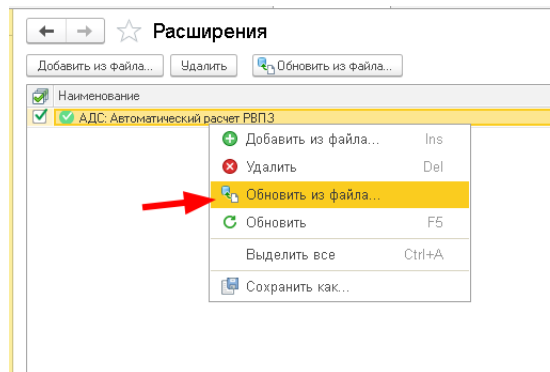 Расширения
Добавить из файла... Удалить Обновить из файла...
Наименование
АДС: Автоматический расчет РВПЗ
Добавить из файла... Ins
Удалить Del
Обновить из файла...
Обновить F5
Выделить все Ctrl+A
Сохранить как...